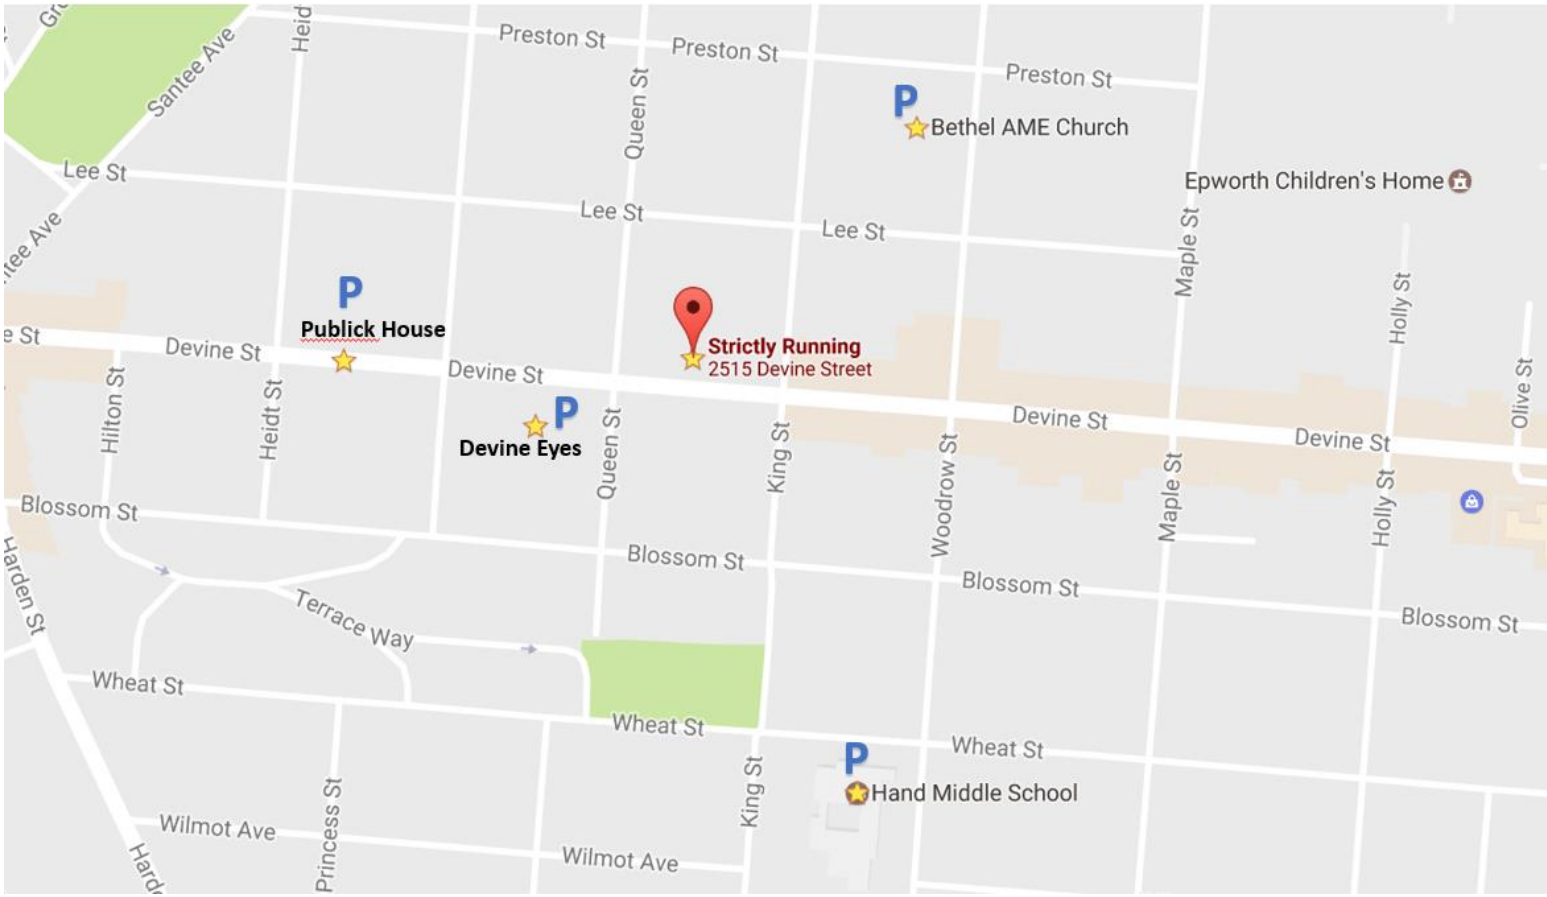 Gr
Santee Ave
Heid
Preston St
Preston St
Preston St
Queen St
P
Bethel AME Church
Lee St
Epworth Children's Home
Lee St
Lee St
Maple St
tee Ave
P
Publick House
Holly St
e St
Devine St
Strictly Running
2515 Devine Street
Devine St
Olive St
Hilton St
Heidt St
P
Devine Eyes
Queen St
King St
Devine St
Devine St
Woodrow St
Maple St
Holly St
Blossom St
Blossom St
Blossom St
Blossom St
Harden St
Terrace Way
Wheat St
Wheat St
Wheat St
P
Hand Middle School
King St
Princess St
Wilmot Ave
Wilmot Ave
Harde